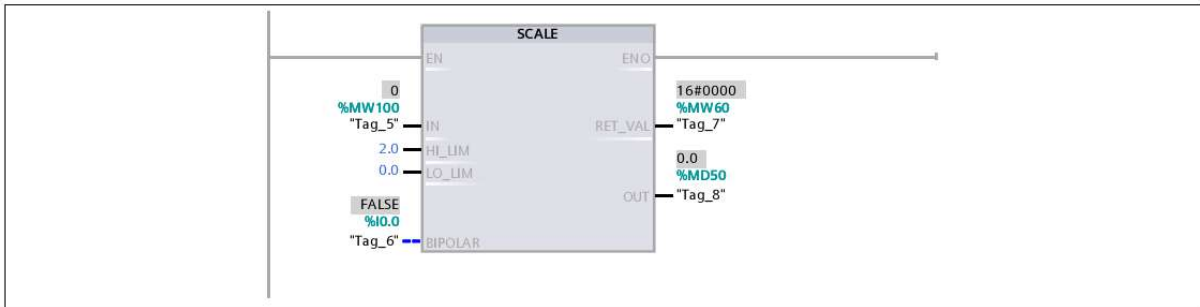 SCALE
EN ENO
0 16#0000
%MW100 %MW60
"Tag_5" IN RET_VAL "Tag_7"
2.0 HI_LIM
0.0 LO_LIM
0.0
%MD50
OUT "Tag_8"
FALSE
%I0.0
"Tag_6" BIPOLAR